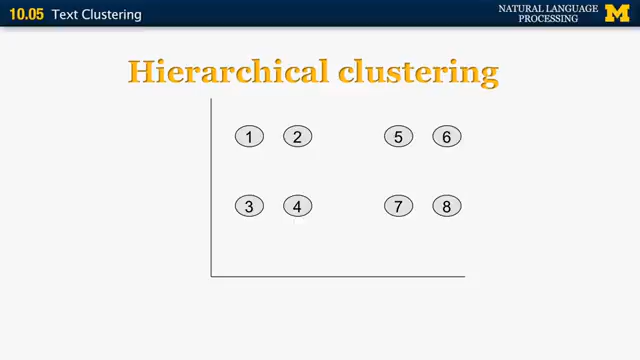 10.05 Text Clustering
NATURAL LANGUAGE
PROCESSING
M
Hierarchical clustering
1 2 5 6
3 4 7 8